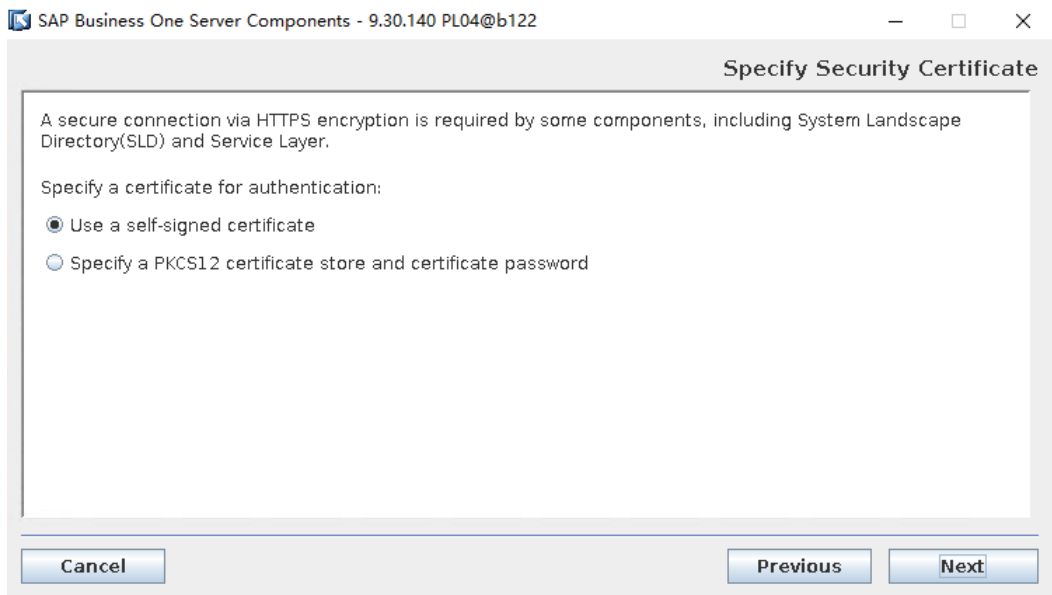 SAP Business One Server Components - 9.30.140 PL04@b122
Specify Security Certificate
A secure connection via HTTPS encryption is required by some components, including System Landscape
Directory(SLD) and Service Layer.
Specify a certificate for authentication:
Use a self-signed certificate
Specify a PKCS12 certificate store and certificate password
Cancel
Previous
Next